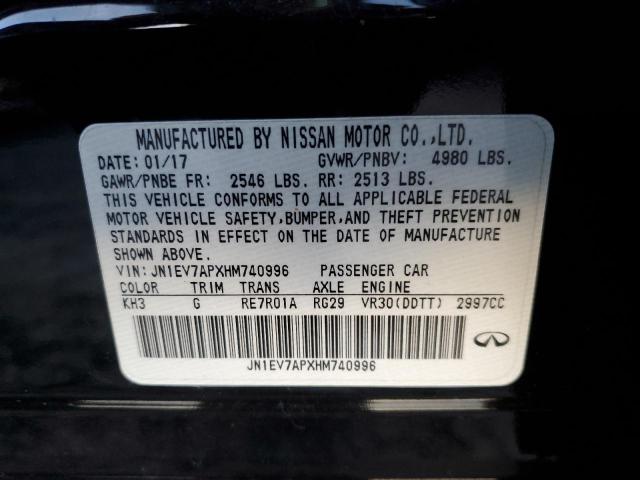 MANUFACTURED BY NISSAN MOTOR CO.,LTD.
DATE: 01/17 GVWR/PNBV: 4980 LBS.
GAWR/PNBE FR: 2546 LBS. RR: 2513 LBS.
THIS VEHICLE CONFORMS TO ALL APPLICABLE FEDERAL
MOTOR VEHICLE SAFETY,BUMPER,AND THEFT PREVENTION
STANDARDS IN EFFECT ON THE DATE OF MANUFACTURE
SHOWN ABOVE.
VIN:JN1EV7APXHM740996 PASSENGER CAR
COLOR TRIM TRANS AXLE ENGINE
KH3 G RE7R01A RG29 VR30(DDTT) 2997CC
JN1EV7APXHM740996